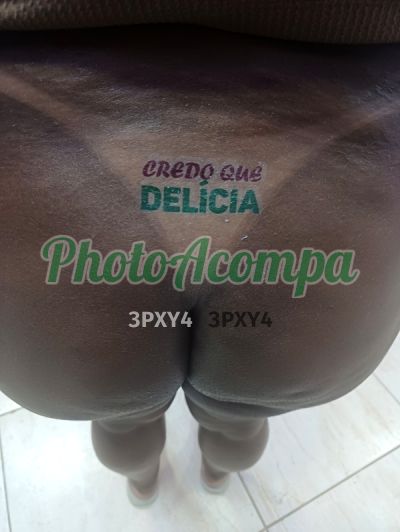 CREDO QUE
DELÍCIA
PhotoAcompa
3PXY4 3PXY4